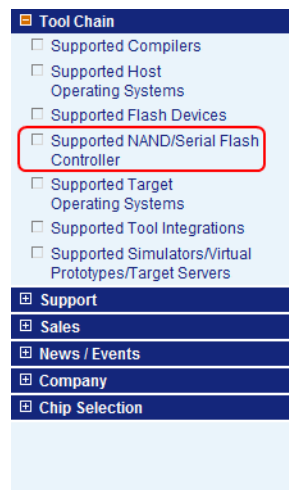 Tool Chain
Supported Compilers
Supported Host
Operating Systems
Supported Flash Devices
Supported NAND/Serial Flash
Controller
Supported Target
Operating Systems
Supported Tool Integrations
Supported Simulators/Virtual
Prototypes/Target Servers
Support
Sales
News / Events
Company
Chip Selection